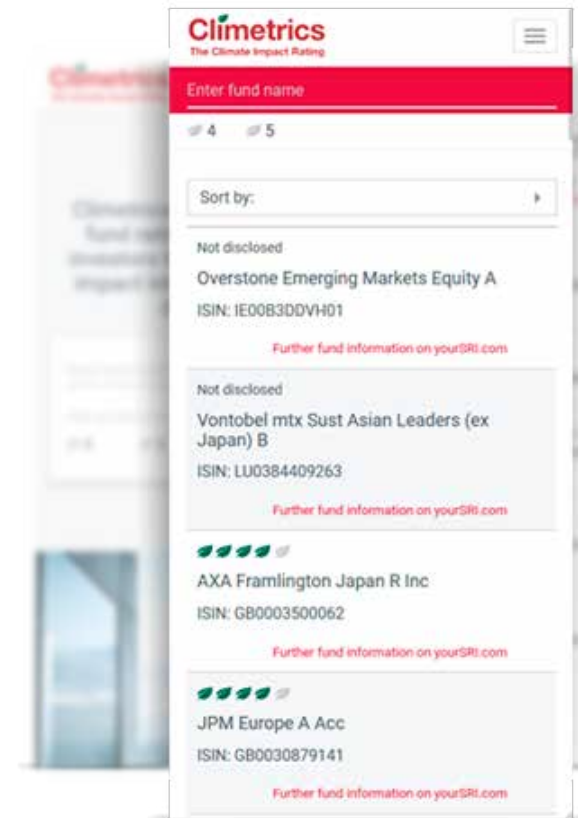 Climetrics
The Climate Impact Rating
Enter fund name
4 5
Sort by:
Not disclosed
Overstone Emerging Markets Equity A
ISIN: IE00B3DDVH01
Further fund information on yourSRI.com
Not disclosed
Vontobel mtx Sust Asian Leaders (ex
Japan) B
ISIN: LU0384409263
Further fund information on yourSRI.com
AXA Framlington Japan R Inc
ISIN: GB0003500062
Further fund information on yourSRI.com
JPM Europe A Acc
ISIN: GB0030879141
Further fund information on yourSRI.com